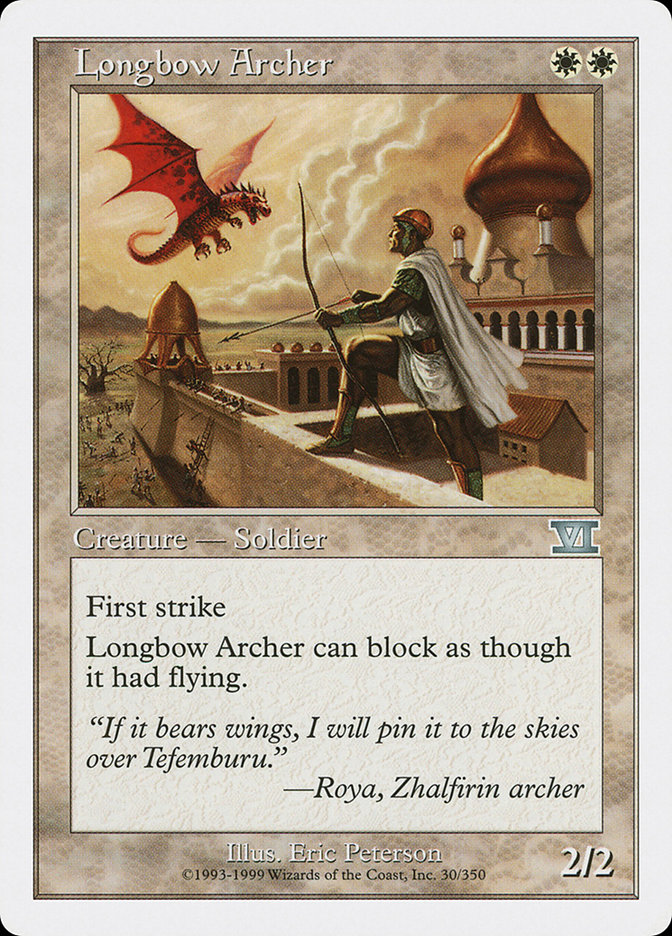 Longbow Archer
Creature — Soldier
VI
First strike
Longbow Archer can block as though
it had flying.
“If it bears wings, I will pin it to the skies
over Tefemburu.”
—Roya, Zhalfirin archer
Illus. Eric Peterson
©1993-1999 Wizards of the Coast, Inc. 30/350
2/2